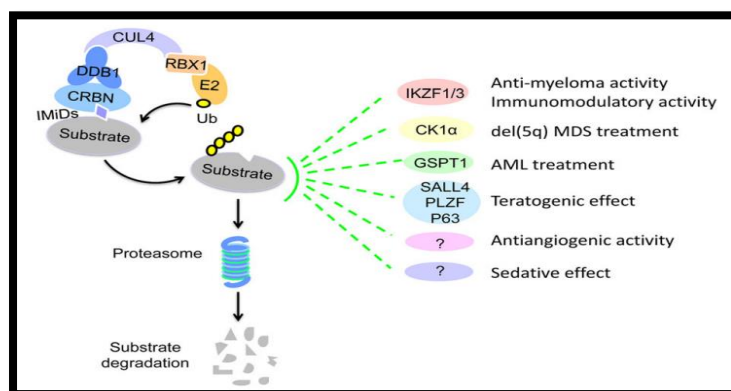 CUL4
DDB1
RBX1
E2
CRBN
IMiDs
Ub
Substrate
Substrate
Proteasome
Substrate
degradation
IKZF1/3
Anti-myeloma activity
Immunomodulatory activity
CK1α
del(5q) MDS treatment
GSPT1
AML treatment
SALL4
PLZF
P63
Teratogenic effect
?
Antiangiogenic activity
?
Sedative effect